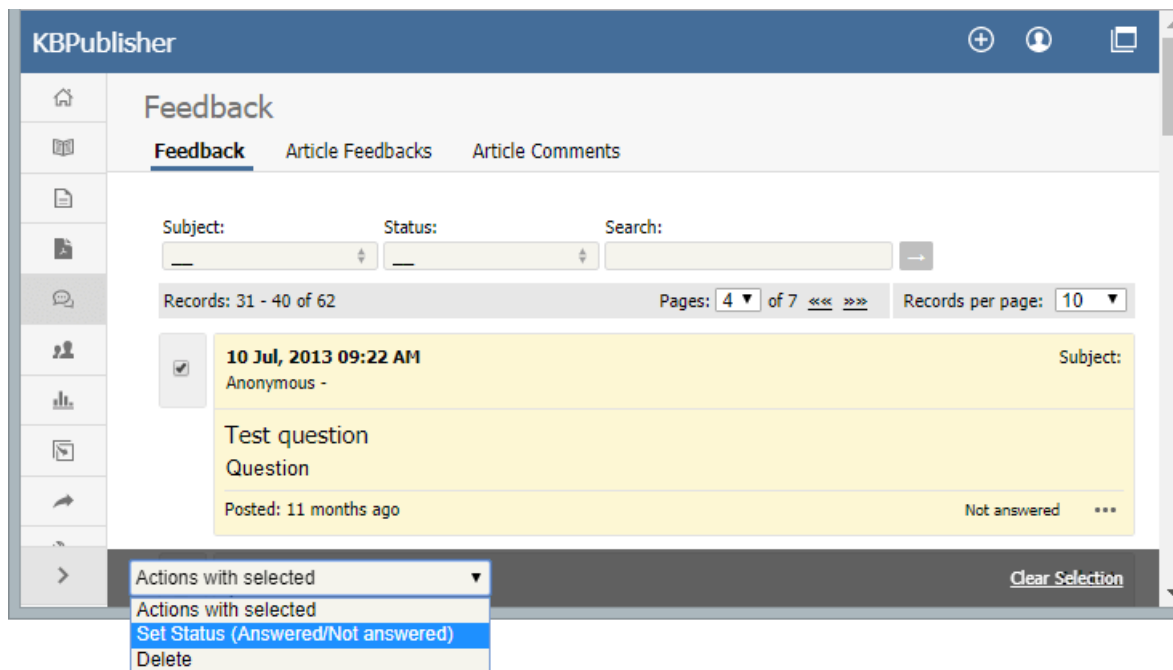 KBPublisher
Feedback
Feedback Article Feedbacks Article Comments
Subject: Status: Search:
__ __ →
Records: 31 - 40 of 62 Pages: 4 ▼ of 7 «« »» Records per page: 10 ▼
10 Jul, 2013 09:22 AM Subject:
Anonymous -
Test question
Question
Posted: 11 months ago Not answered •••
Actions with selected ▼ Clear Selection
Actions with selected
Set Status (Answered/Not answered)
Delete